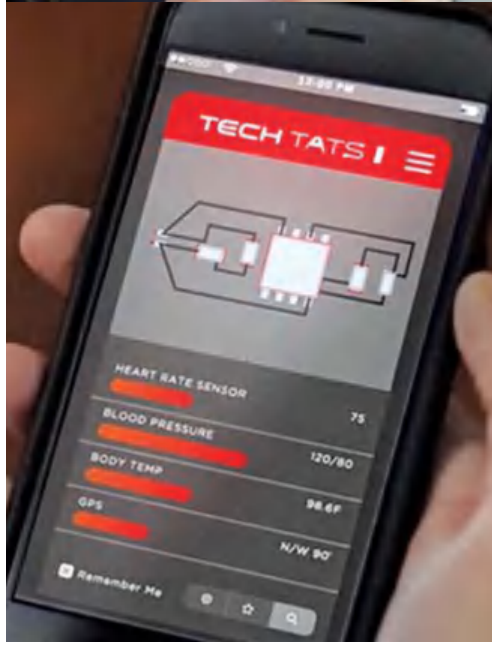 12:00 PM
TECH TATS
HEART RATE SENSOR 75
BLOOD PRESSURE 120/80
BODY TEMP 98.6F
GPS N/W 90'
Remember Me